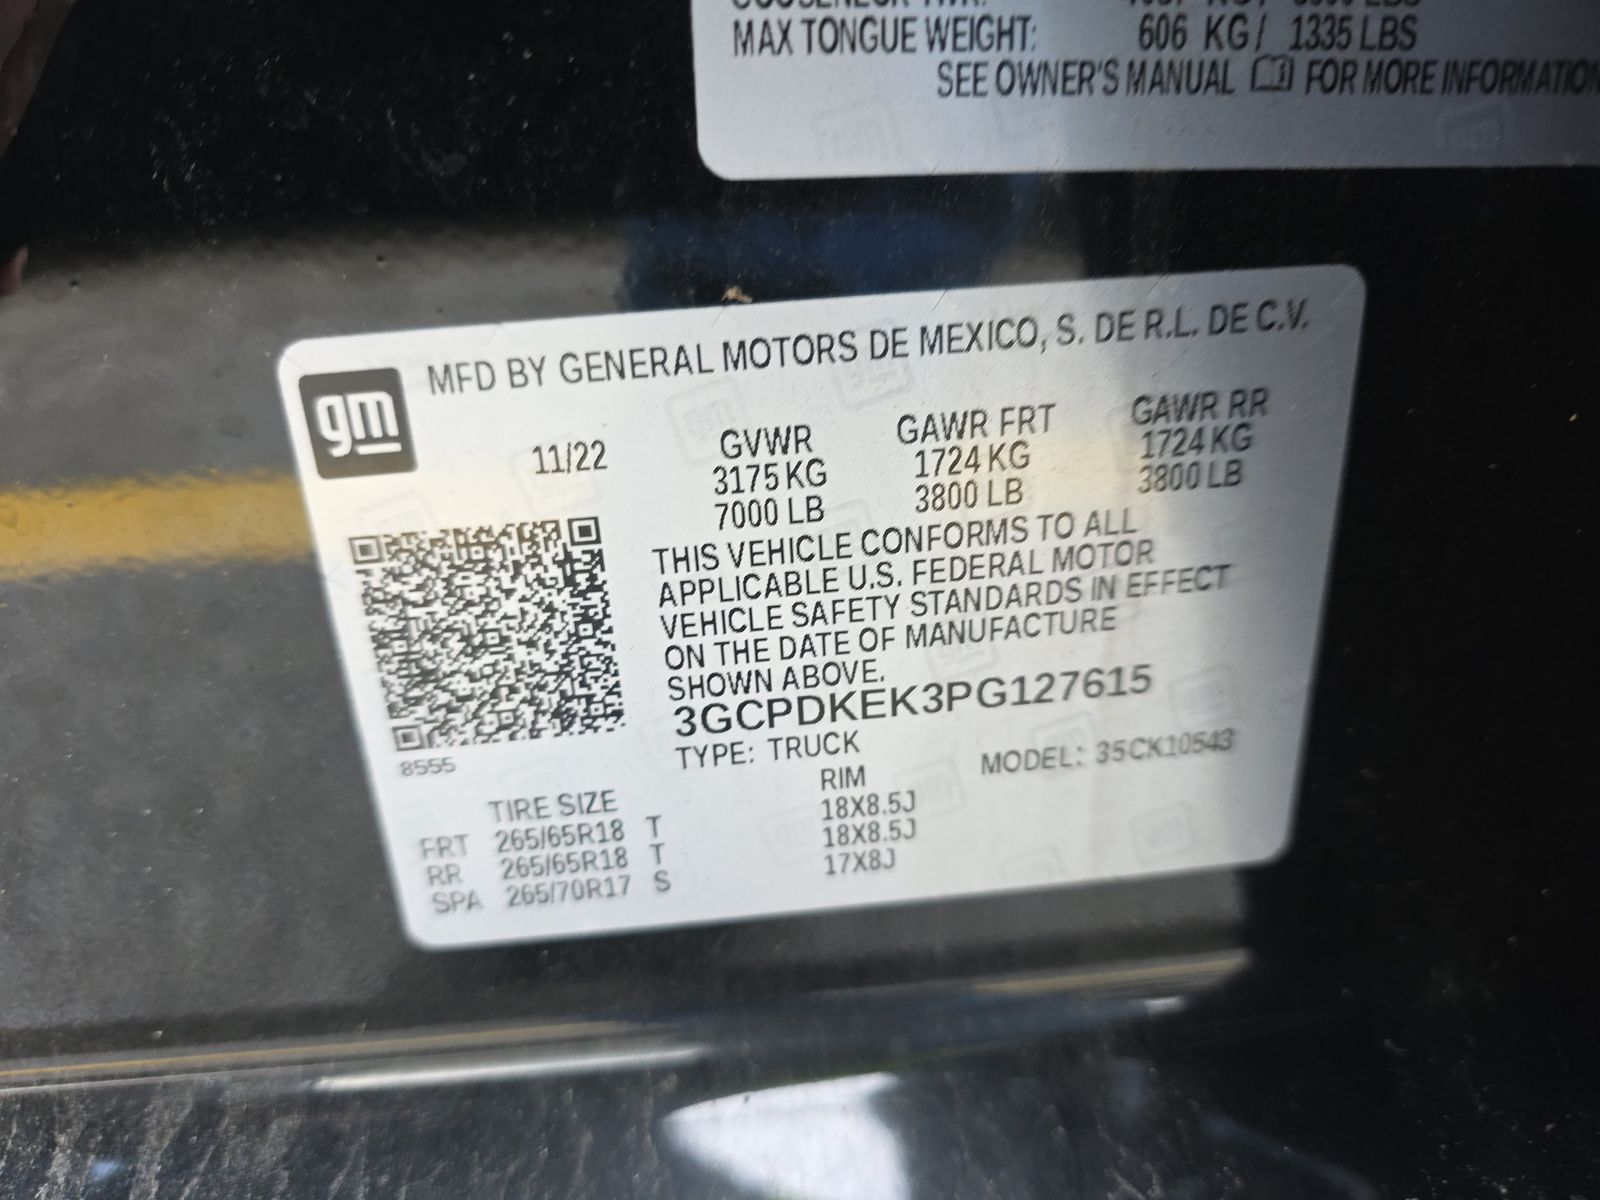 MAX TONGUE WEIGHT: 606 KG / 1335 LBS
SEE OWNER'S MANUAL FOR MORE INFORMATION
gm
MFD BY GENERAL MOTORS DE MEXICO, S. DE R.L. DE C.V.
11/22 GVWR GAWR FRT GAWR RR
3175 KG 1724 KG 1724 KG
7000 LB 3800 LB 3800 LB
THIS VEHICLE CONFORMS TO ALL
APPLICABLE U.S. FEDERAL MOTOR
VEHICLE SAFETY STANDARDS IN EFFECT
ON THE DATE OF MANUFACTURE
SHOWN ABOVE.
3GCPDKEK3PG127615
8555
TYPE: TRUCK MODEL: 35CK10543
TIRE SIZE RIM
FRT 265/65R18 T 18X8.5J
RR 265/65R18 T 18X8.5J
SPA 265/70R17 S 17X8J